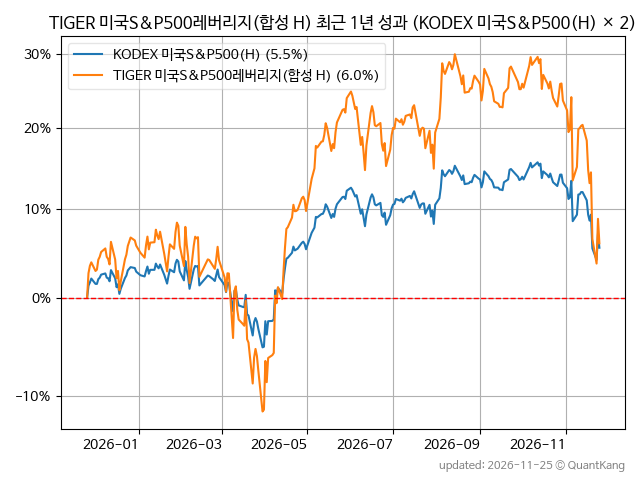 TIGER 미국S&P500레버리지(합성 H) 최근 1년 성과 (KODEX 미국S&P500(H) × 2)
KODEX 미국S&P500(H) (5.5%)
TIGER 미국S&P500레버리지(합성 H) (6.0%)
30%
20%
10%
0%
−10%
2026-01 2026-03 2026-05 2026-07 2026-09 2026-11
updated: 2026-11-25 © QuantKang